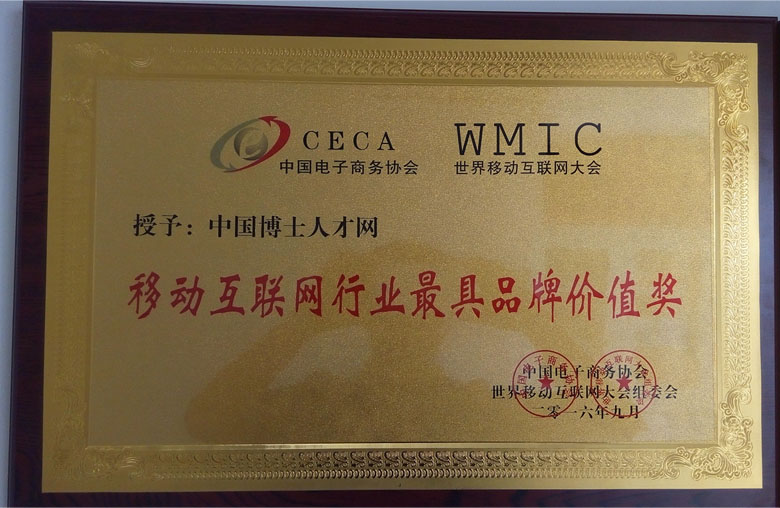 CECA WMIC
中国电子商务协会 世界移动互联网大会
授予：中国博士人才网
移动互联网行业最具品牌价值奖
中国电子商务协会
世界移动互联网大会组委会
二零一六年九月